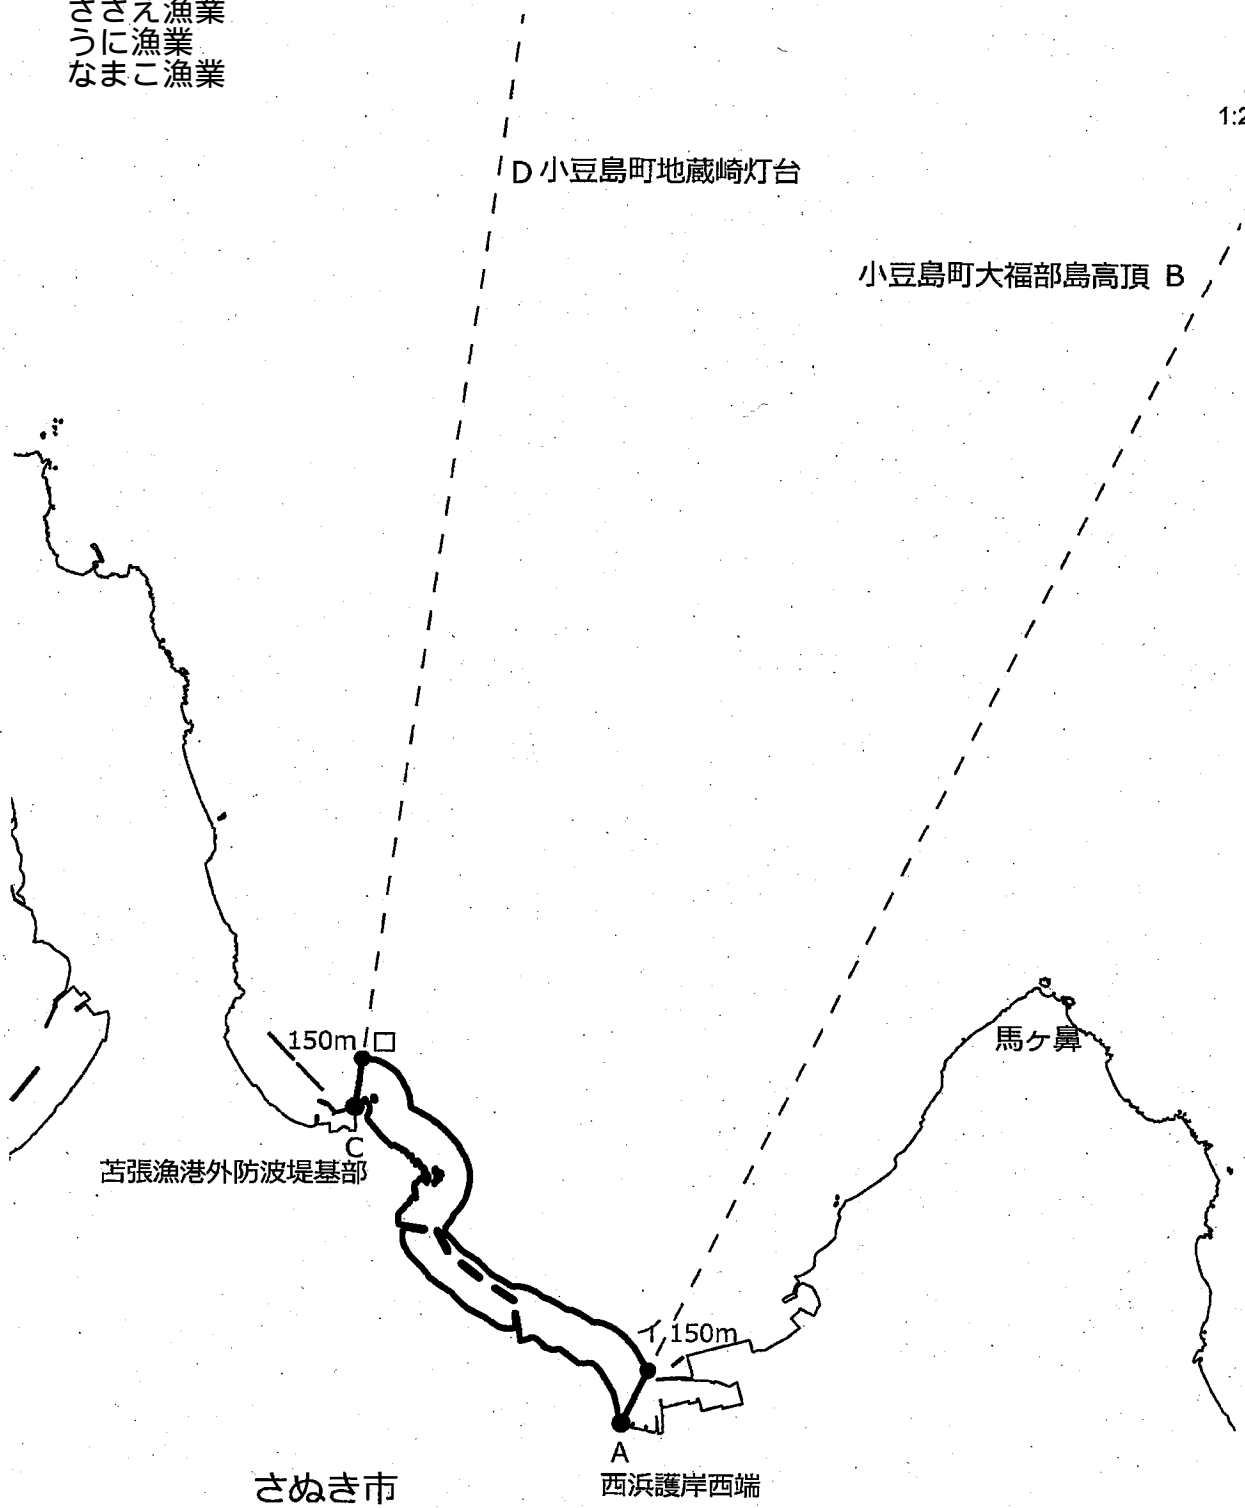 さざえ漁業
うに漁業
なまこ漁業
1:2
D 小豆島町地蔵崎灯台
小豆島町大福部島高頂 B
150m ロ
馬ヶ鼻
C
苫張漁港外防波堤基部
イ 150m
A
さぬき市
西浜護岸西端